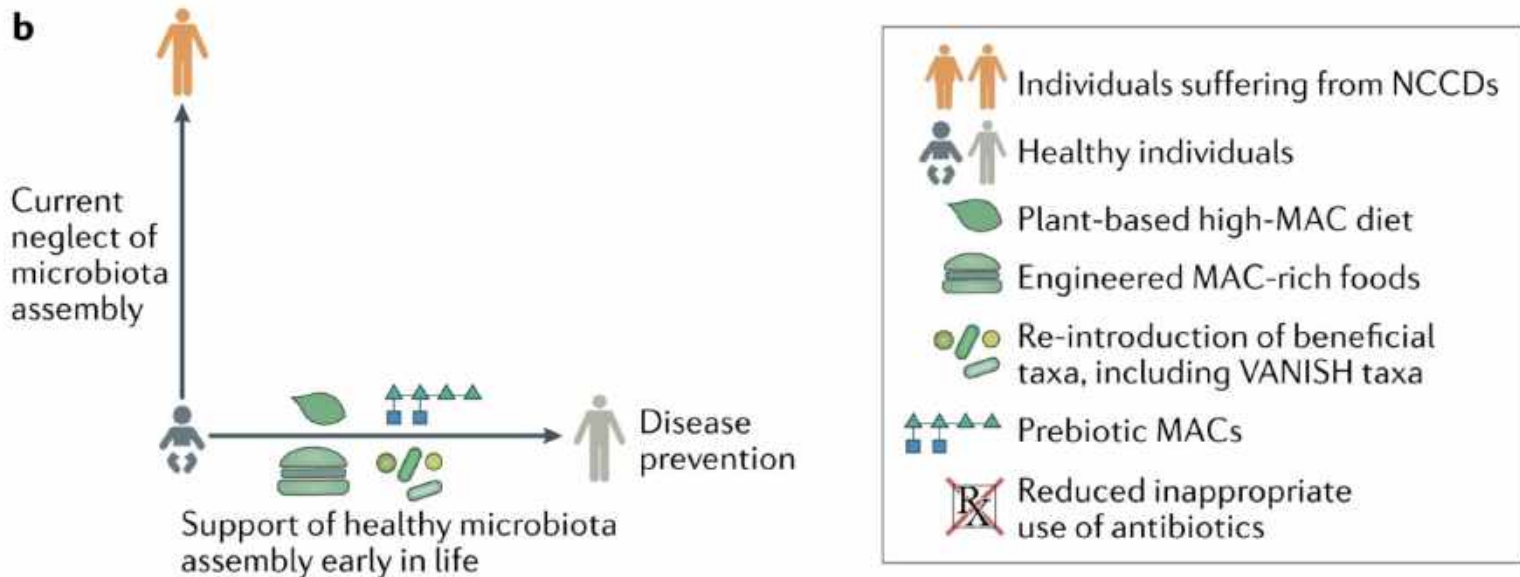 b
Current
neglect of
microbiota
assembly
Disease
prevention
Support of healthy microbiota
assembly early in life
Individuals suffering from NCCDs
Healthy individuals
Plant-based high-MAC diet
Engineered MAC-rich foods
Re-introduction of beneficial
taxa, including VANISH taxa
Prebiotic MACs
Rx
Reduced inappropriate
use of antibiotics